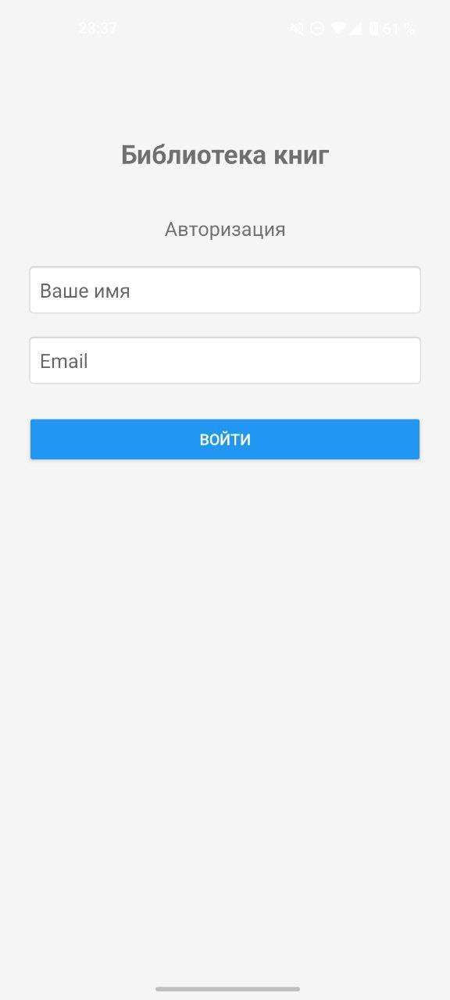 23:37 61 %
Библиотека книг
Авторизация
Ваше имя
Email
ВОЙТИ